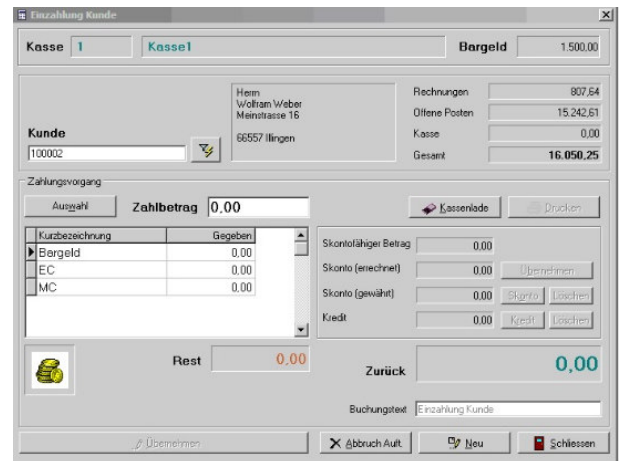 Einzahlung Kunde
Kasse 1 Kasse1 Bargeld 1.500.00
Herrn
Wolfram Weber
Meinstrasse 16
66557 Illingen
Kunde
100002
Rechnungen 807,64
Offene Posten 15.242,61
Kasse 0,00
Gesamt 16.050,25
Zahlungsvorgang
Auswahl Zahlbetrag 0,00 Kassenlade Drucken
Kurzbezeichnung Gegeben
Bargeld 0,00
EC 0,00
MC 0,00
Skontofähiger Betrag 0,00
Skonto (errechnet) 0,00 Übernehmen
Skonto (gewährt) 0,00 Skonto Löschen
Kredit 0,00 Kredit Löschen
Rest 0,00
Zurück 0,00
Buchungstext Einzahlung Kunde
Übernehmen Abbruch Auft. Neu Schliessen